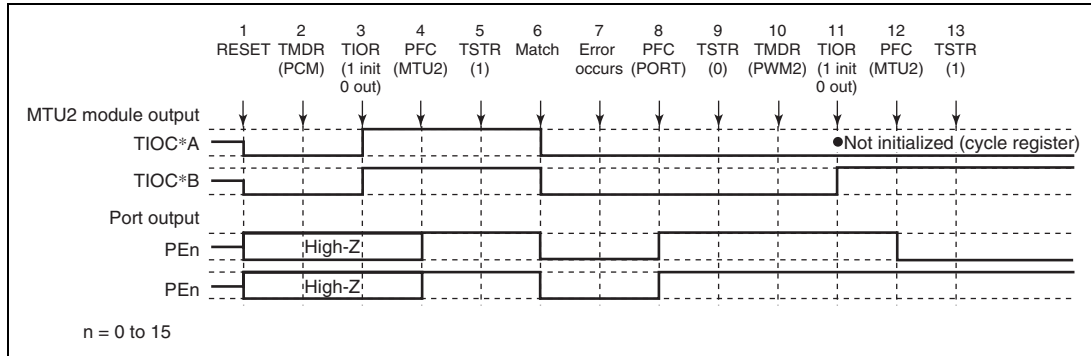 1 2 3 4 5 6 7 8 9 10 11 12 13
RESET TMDR TIOR PFC TSTR Match Error PFC TSTR TMDR TIOR PFC TSTR
(PCM) (1 init (MTU2) (1) occurs (PORT) (0) (PWM2) (1 init (MTU2) (1)
0 out) 0 out)
MTU2 module output
TIOC*A
●Not initialized (cycle register)
TIOC*B
Port output
PEn
High-Z
PEn
High-Z
n = 0 to 15